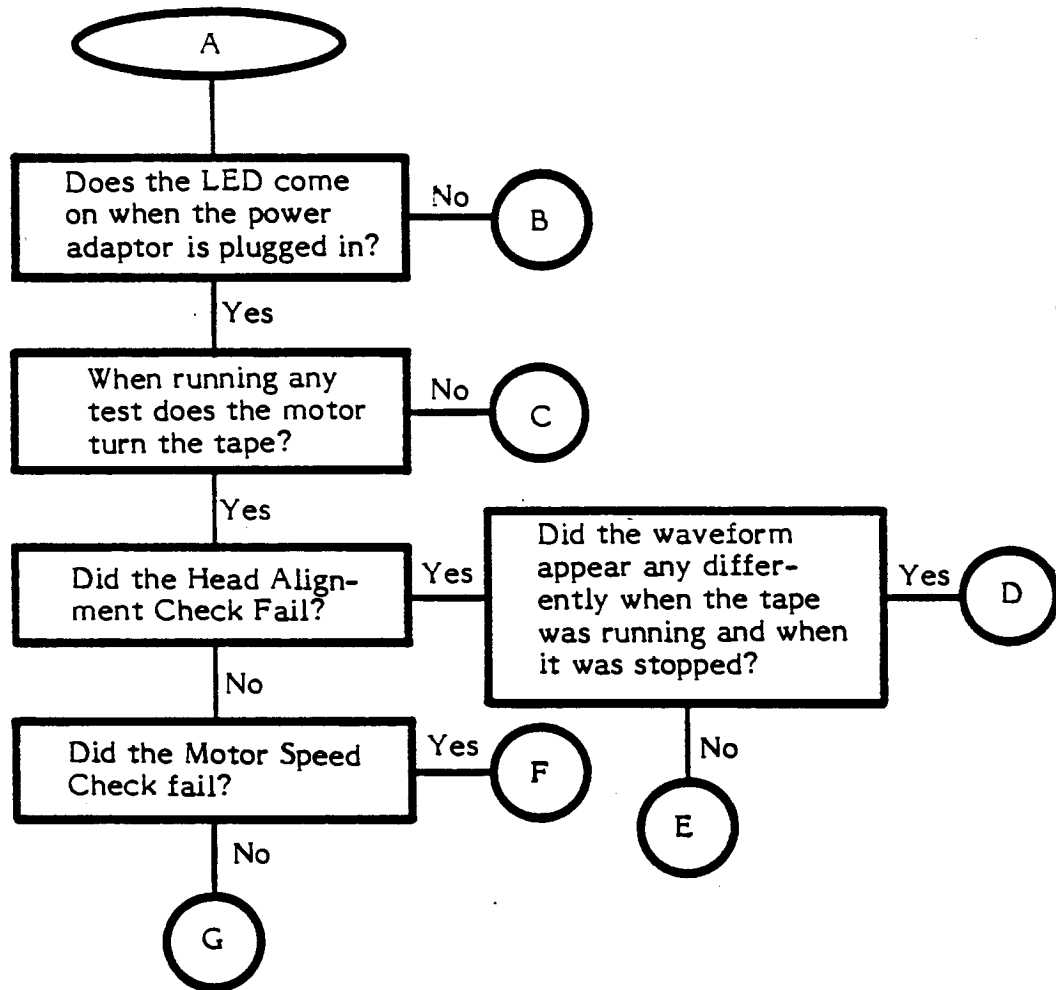 A
Does the LED come
on when the power
adaptor is plugged in?
No
B
Yes
When running any
test does the motor
turn the tape?
No
C
Yes
Did the Head Align-
ment Check Fail?
Yes
Did the waveform
appear any differ-
ently when the tape
was running and when
it was stopped?
Yes
D
No
E
No
Did the Motor Speed
Check fail?
Yes
F
No
G